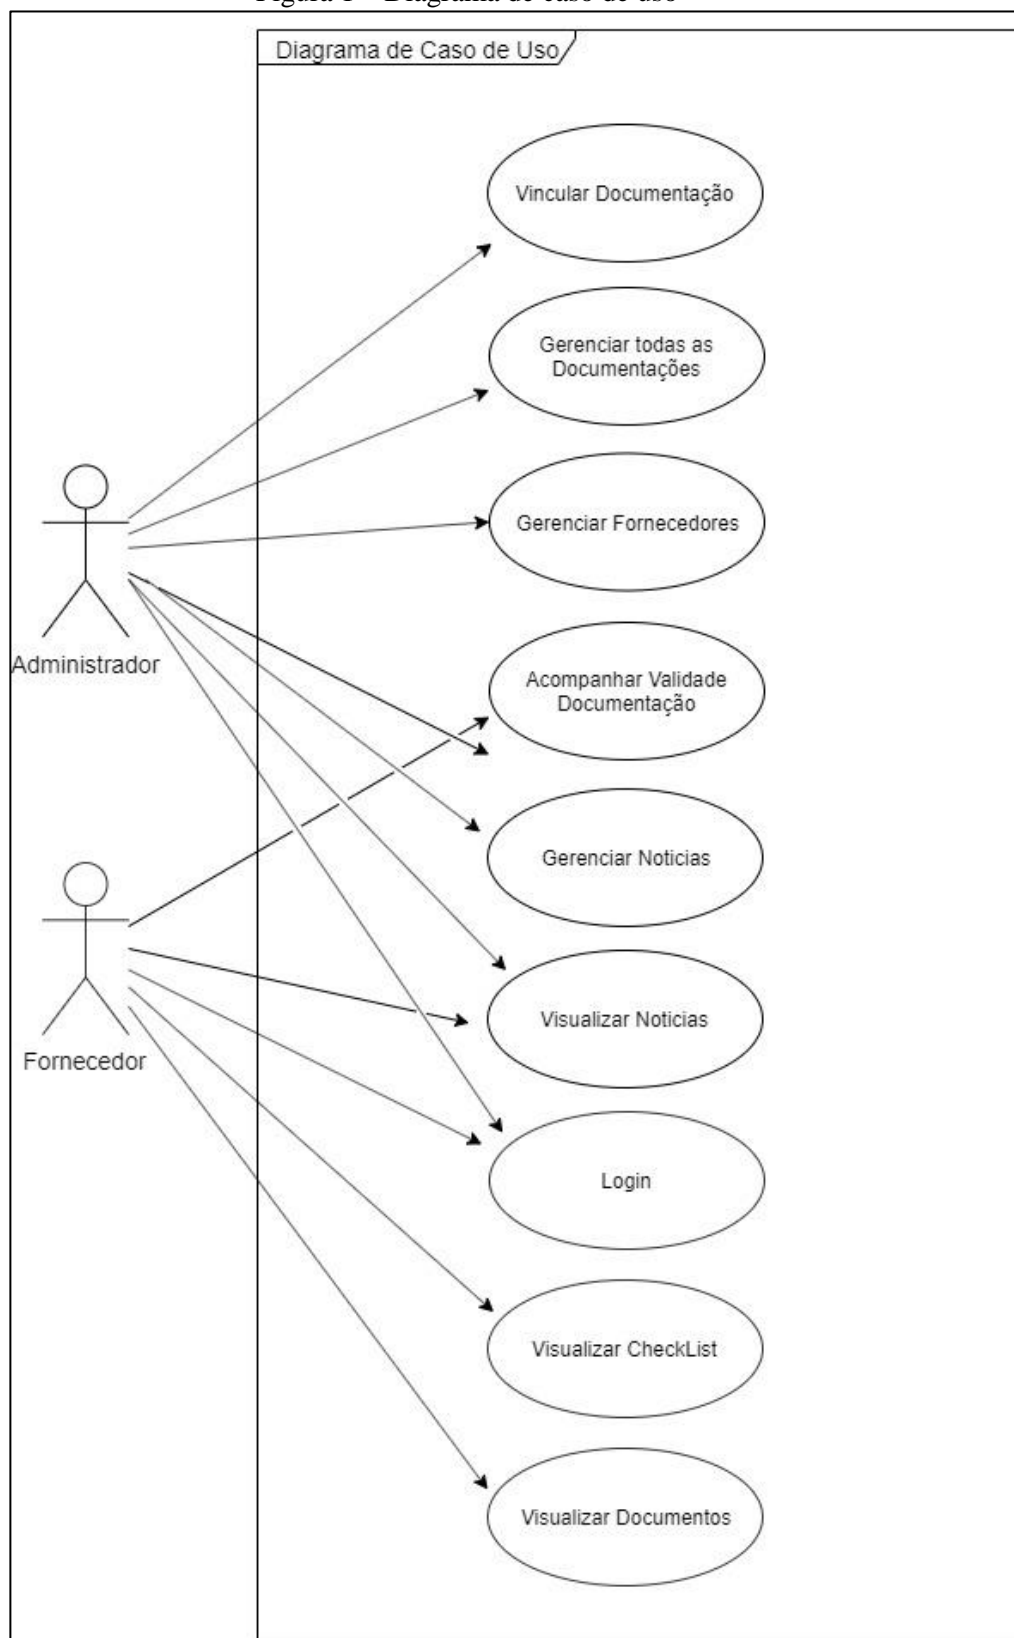 Figura 1 – Diagrama de caso de uso
Diagrama de Caso de Uso
Vincular Documentação
Gerenciar todas as
Documentações
Gerenciar Fornecedores
Administrador
Acompanhar Validade
Documentação
Gerenciar Noticias
Visualizar Noticias
Fornecedor
Login
Visualizar CheckList
Visualizar Documentos